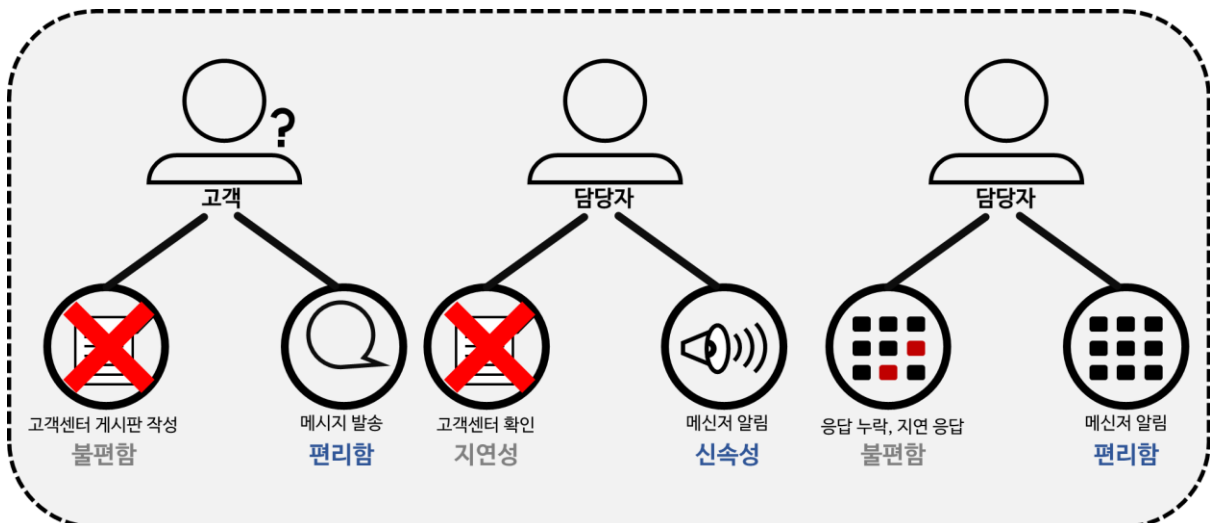 ?
고객
담당자
담당자
고객센터 게시판 작성
불편함
메시지 발송
편리함
고객센터 확인
지연성
메신저 알림
신속성
응답 누락, 지연 응답
불편함
메신저 알림
편리함